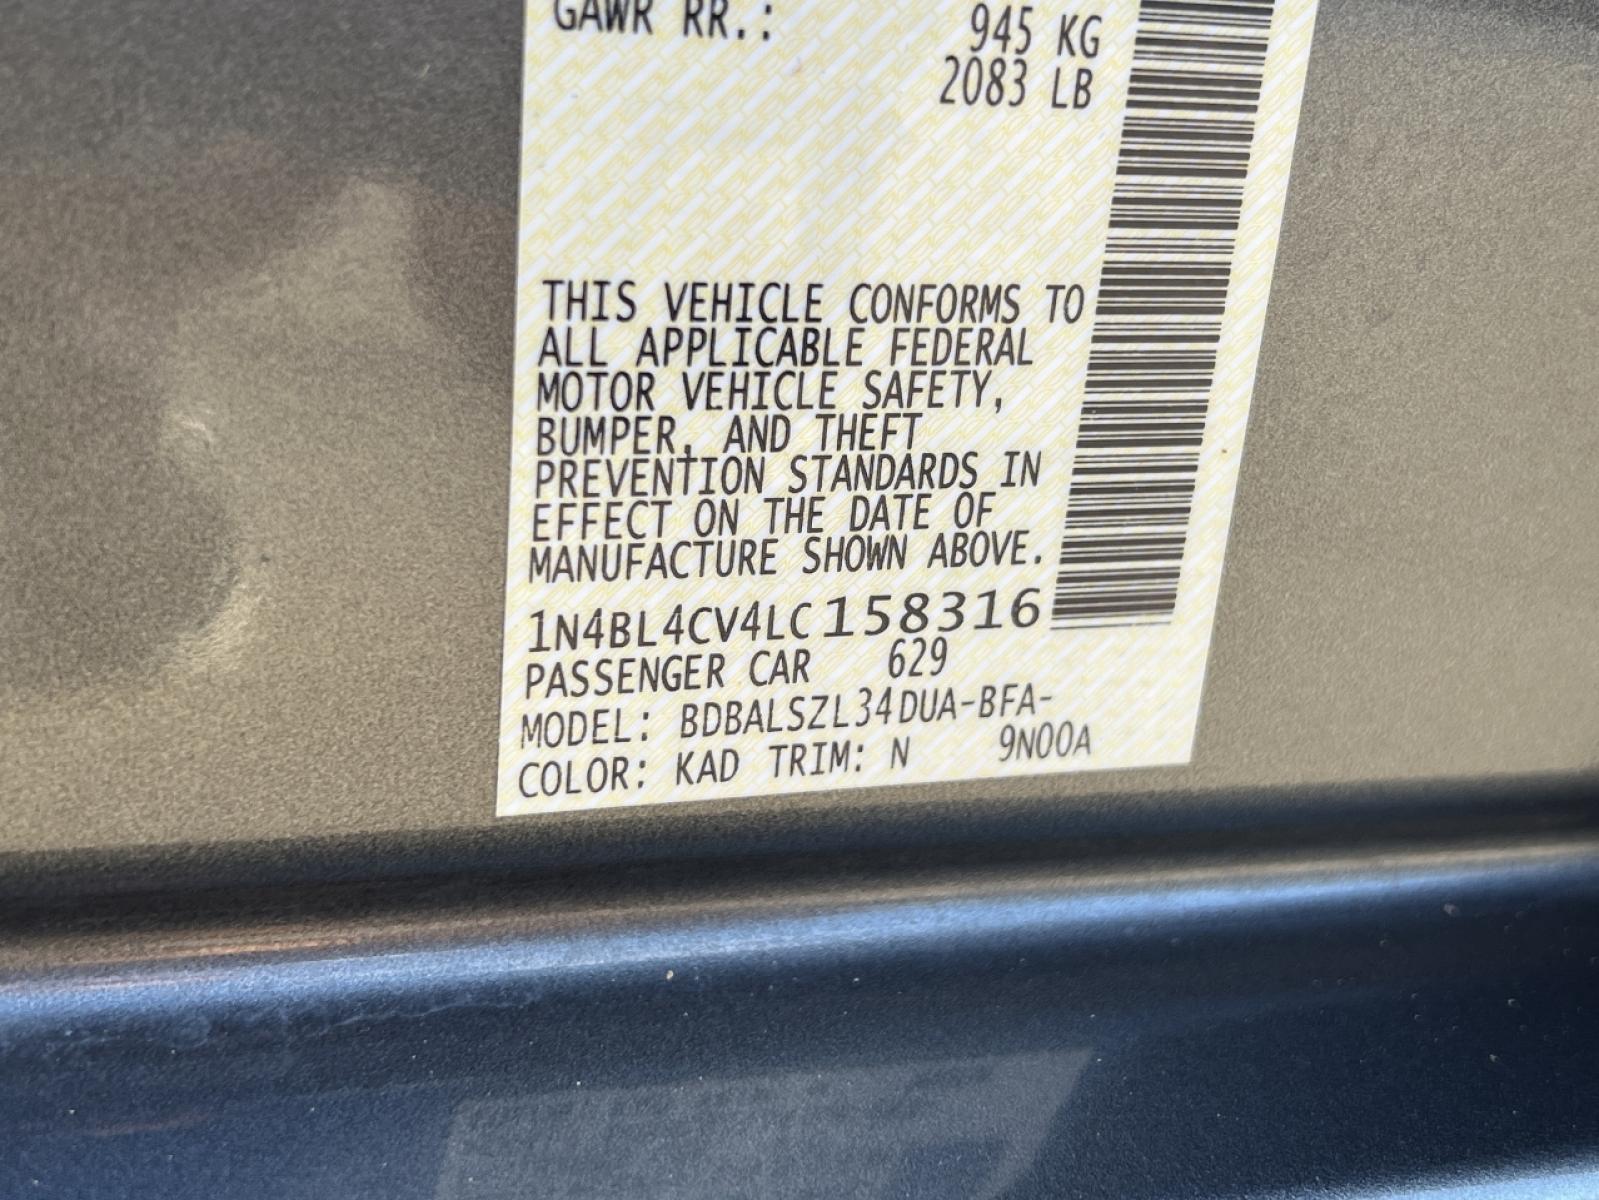 GAWR RR.: 945 KG
2083 LB
THIS VEHICLE CONFORMS TO
ALL APPLICABLE FEDERAL
MOTOR VEHICLE SAFETY,
BUMPER, AND THEFT
PREVENTION STANDARDS IN
EFFECT ON THE DATE OF
MANUFACTURE SHOWN ABOVE.
1N4BL4CV4LC158316
PASSENGER CAR 629
MODEL: BDBALSZL34DUA-BFA-
COLOR: KAD TRIM: N 9N00A